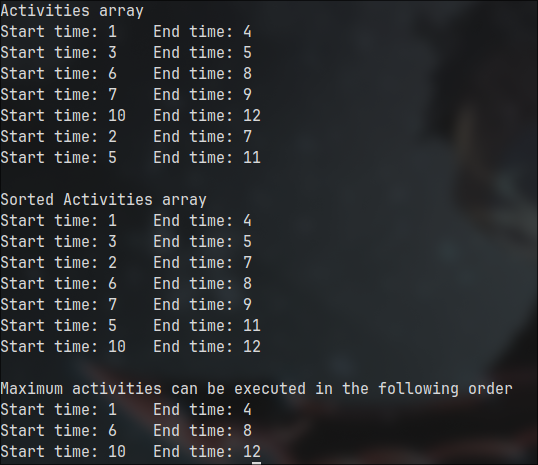 Activities array
Start time: 1    End time: 4
Start time: 3    End time: 5
Start time: 6    End time: 8
Start time: 7    End time: 9
Start time: 10   End time: 12
Start time: 2    End time: 7
Start time: 5    End time: 11

Sorted Activities array
Start time: 1    End time: 4
Start time: 3    End time: 5
Start time: 2    End time: 7
Start time: 6    End time: 8
Start time: 7    End time: 9
Start time: 5    End time: 11
Start time: 10   End time: 12

Maximum activities can be executed in the following order
Start time: 1    End time: 4
Start time: 6    End time: 8
Start time: 10   End time: 12